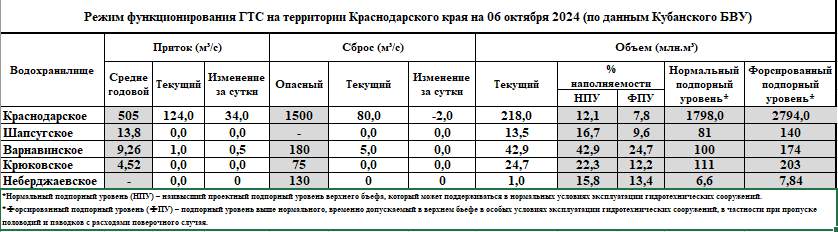 Режим функционирования ГТС на территории Краснодарского края на 06 октября 2024 (по данным Кубанского БВУ)
Водохранилище Приток (м³/с) Сброс (м³/с) Объем (млн.м³)
Средне годовой Текущий Изменение за сутки Опасный Текущий Изменение за сутки Текущий % наполняемости Нормальный подпорный уровень* Форсированный подпорный уровень*
НПУ ФПУ
Краснодарское 505 124,0 34,0 1500 80,0 -2,0 218,0 12,1 7,8 1798,0 2794,0
Шапсугское 13,8 0,0 0,0 - 0,0 0,0 13,5 16,7 9,6 81 140
Варнавинское 9,26 1,0 0,5 180 5,0 0,0 42,9 42,9 24,7 100 174
Крюковское 4,52 0,0 0,0 75 0,0 0,0 24,7 22,3 12,2 111 203
Неберджаевское - 0,0 0 130 0 0 1,0 15,8 13,4 6,6 7,84
*Нормальный подпорный уровень (НПУ) – наивысший проектный подпорный уровень верхнего бьефа, который может поддерживаться в нормальных условиях эксплуатации гидротехнических сооружений.
*Форсированный подпорный уровень (ФПУ) – подпорный уровень выше нормального, временно допускаемый в верхнем бьефе в особых условиях эксплуатации гидротехнических сооружений, в частности при пропуске
половодий и паводков с расходами поверочного случая.